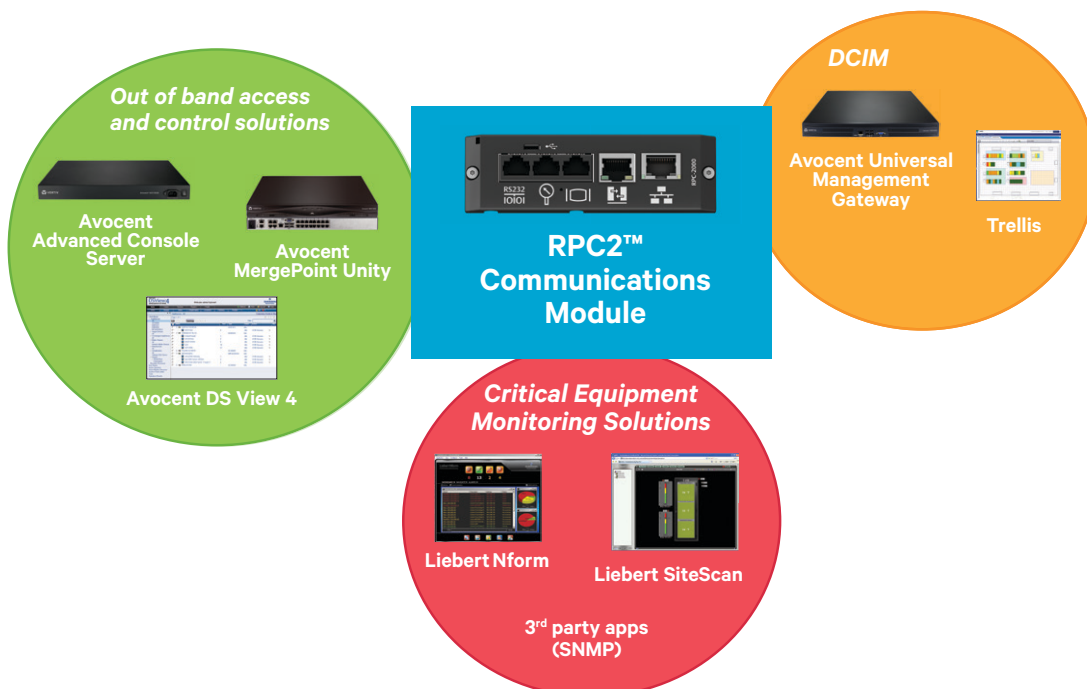 Out of band access
and control solutions
Avocent
Advanced Console
Server
Avocent
MergePoint Unity
Avocent DS View 4
RS232
IOIOI
RPC-2000
RPC2™
Communications
Module
DCIM
Avocent Universal
Management
Gateway
Trellis
Critical Equipment
Monitoring Solutions
Liebert Nform
Liebert SiteScan
3rd party apps
(SNMP)